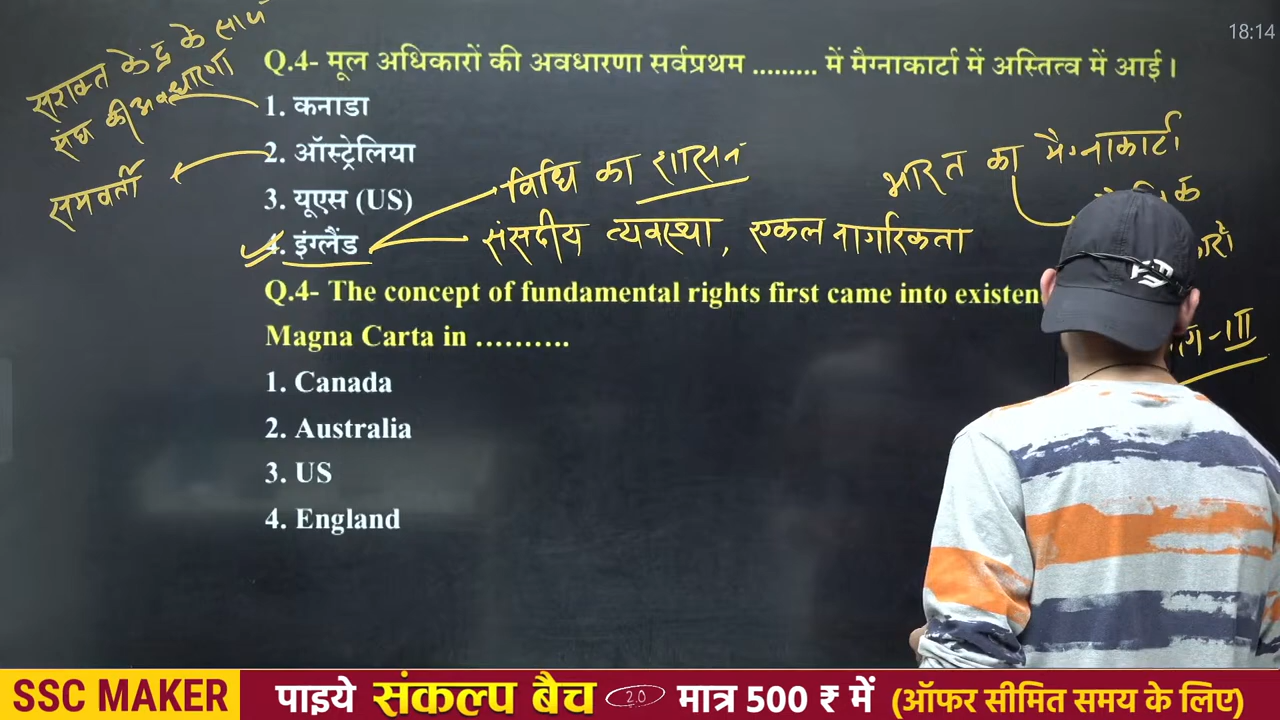 18:14
सशक्त केंद्र के साथ
संघ की अवधारणा
समवर्ती
Q.4- मूल अधिकारों की अवधारणा सर्वप्रथम ......... में मैग्नाकार्टा में अस्तित्व में आई।
1. कनाडा
2. ऑस्ट्रेलिया
3. यूएस (US)
4. इंग्लैंड
विधि का शासन
संसदीय व्यवस्था, एकल नागरिकता
भारत का मैग्नाकार्टा
Q.4- The concept of fundamental rights first came into existen
Magna Carta in ……….
1. Canada
2. Australia
3. US
4. England
-III
SSC MAKER
पाइये संकल्प बैच 2.0 मात्र 500 ₹ में (ऑफर सीमित समय के लिए)